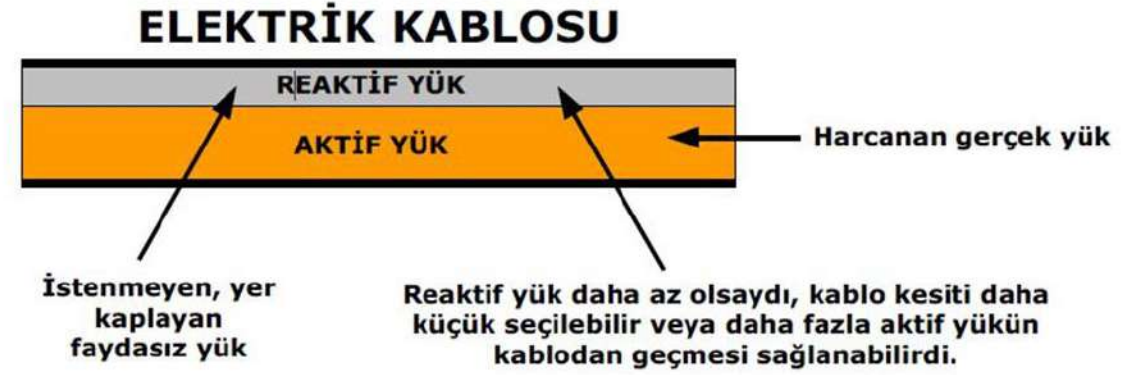 ELEKTRİK KABLOSU
REAKTİF YÜK
AKTİF YÜK
Harcanan gerçek yük
İstenmeyen, yer
kaplayan
faydasız yük
Reaktif yük daha az olsaydı, kablo kesiti daha
küçük seçilebilir veya daha fazla aktif yükün
kablodan geçmesi sağlanabilirdi.